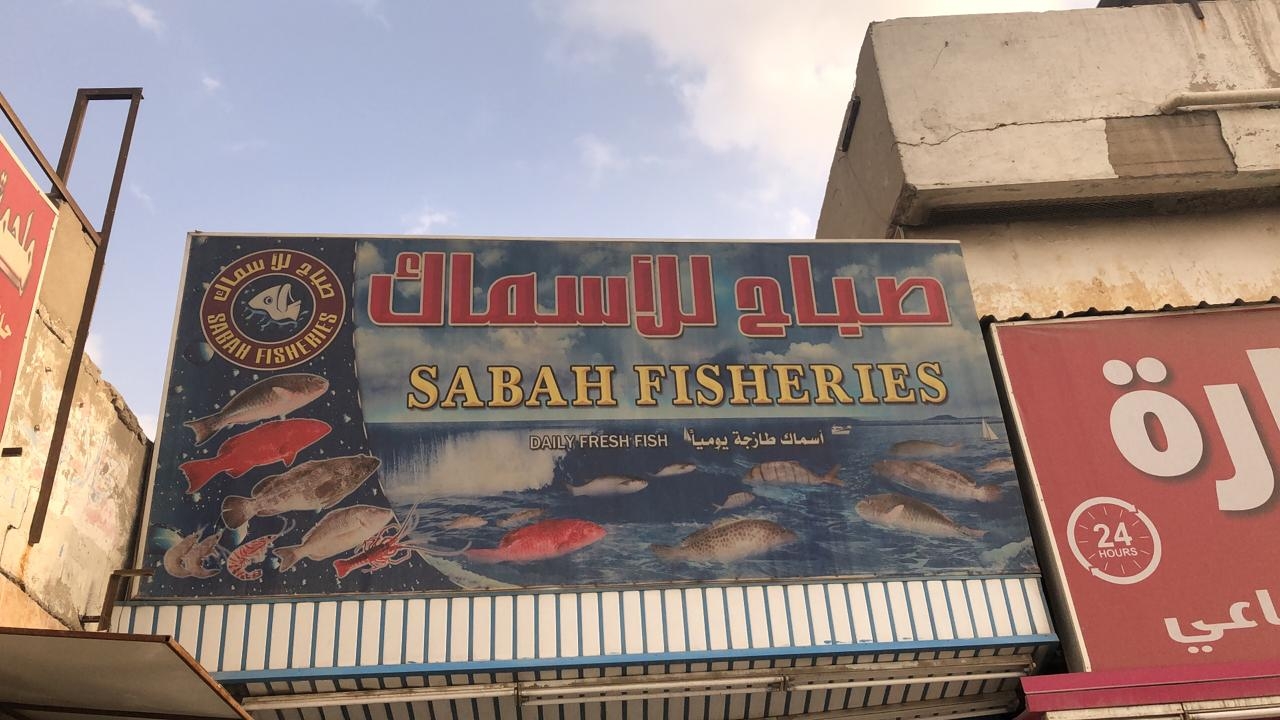 صباح للأسماك
SABAH FISHERIES
صباح للأسماك
SABAH FISHERIES
DAILY FRESH FISH
أسماك طازجة يومياً
24
HOURS